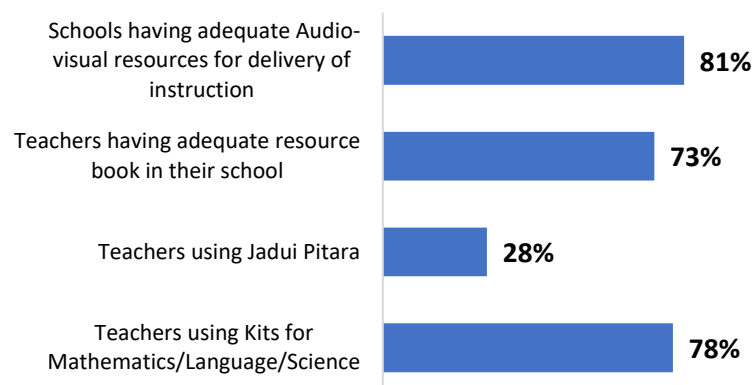 Schools having adequate Audio-
visual resources for delivery of
instruction
81%
Teachers having adequate resource
book in their school
73%
Teachers using Jadui Pitara
28%
Teachers using Kits for
Mathematics/Language/Science
78%